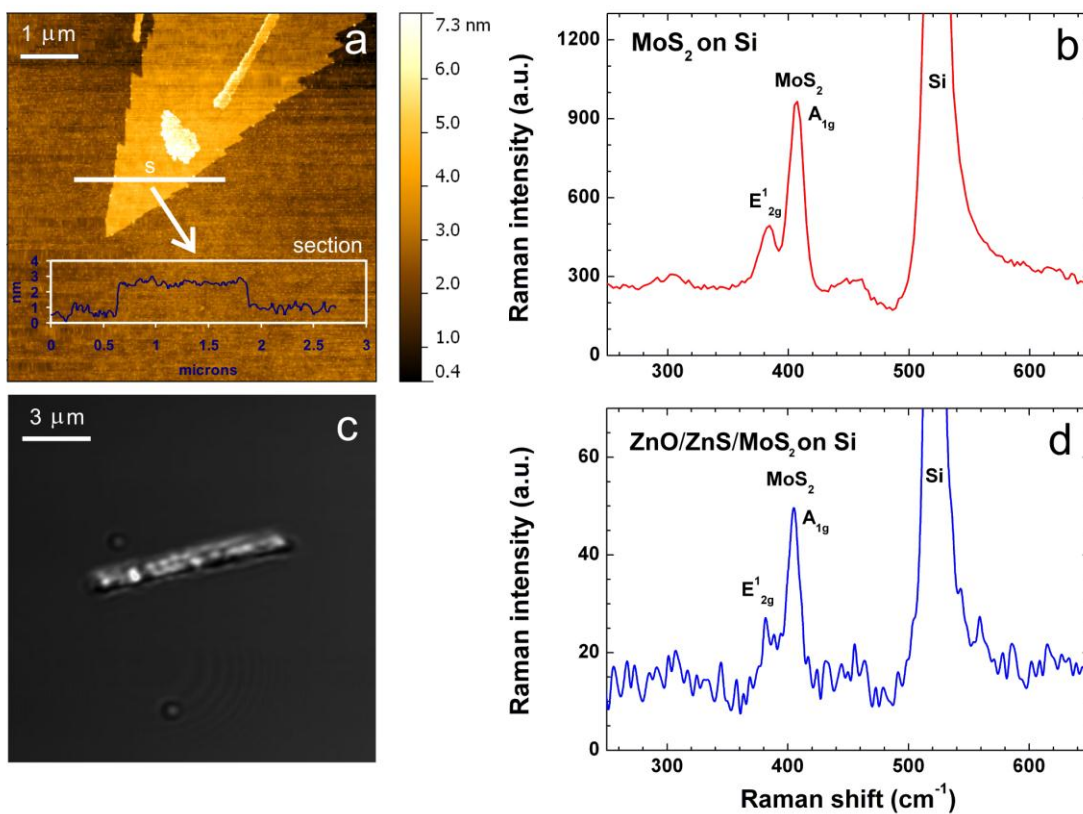 1 μm
a
s
section
4
3
2
1
0
nm
0 0.5 1 1.5 2 2.5 3
microns
7.3 nm
6.0
5.0
4.0
3.0
2.0
1.0
0.4
b
MoS₂ on Si
MoS₂
A₁g
E¹₂g
Si
1200
900
600
300
0
300 400 500 600
Raman intensity (a.u.)
3 μm
c
d
ZnO/ZnS/MoS₂ on Si
MoS₂
A₁g
E¹₂g
Si
60
40
20
0
300 400 500 600
Raman intensity (a.u.)
Raman shift (cm⁻¹)